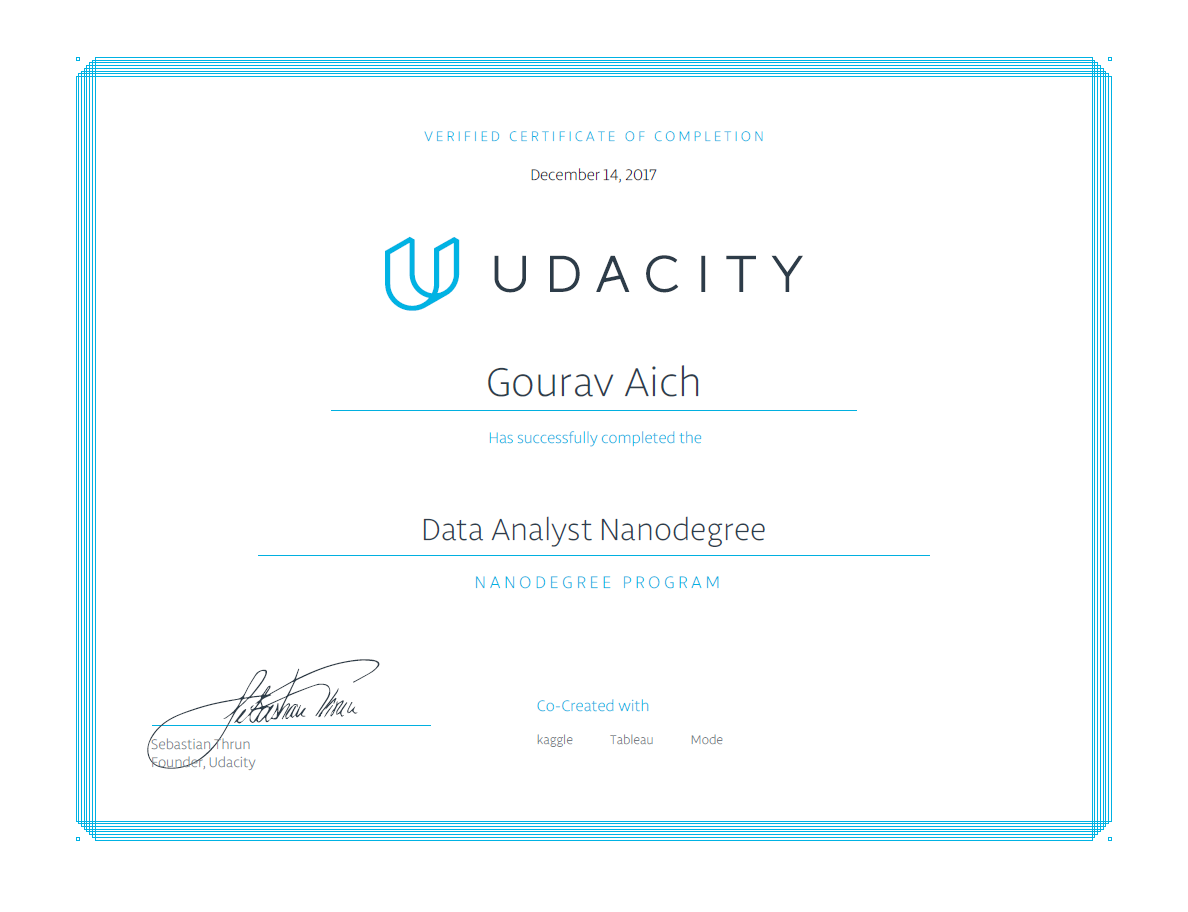 VERIFIED CERTIFICATE OF COMPLETION
December 14, 2017
UDACITY
Gourav Aich
Has successfully completed the
Data Analyst Nanodegree
NANODEGREE PROGRAM
Sebastian Thrun
Sebastian Thrun
Founder, Udacity
Co-Created with
kaggle Tableau Mode